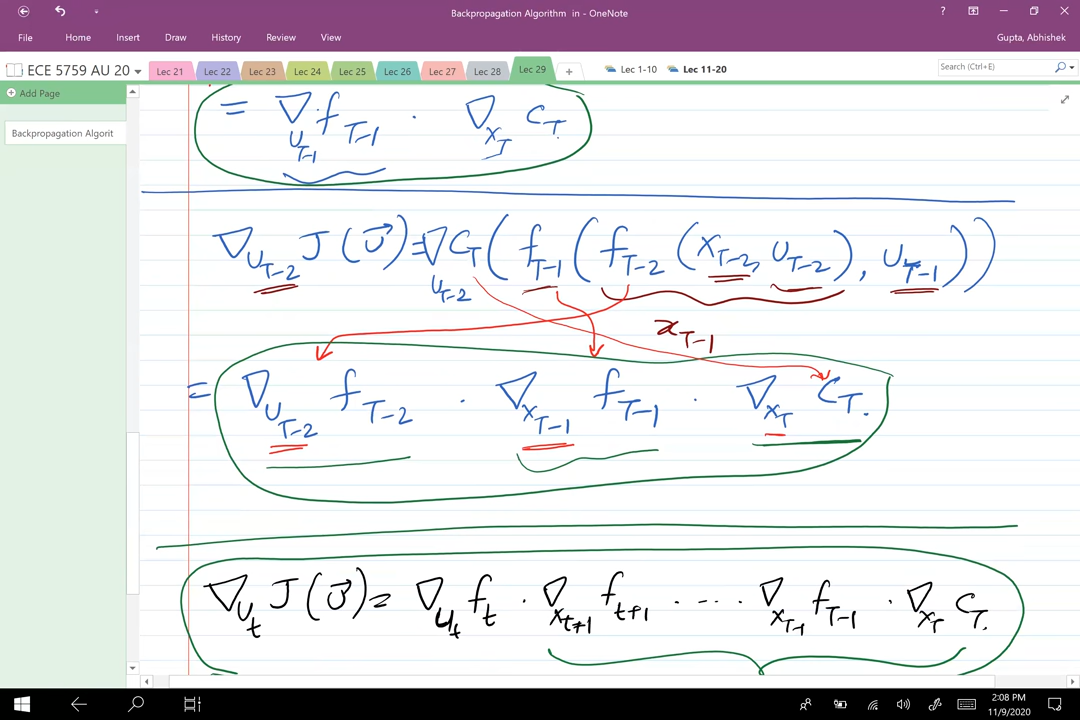 Backpropagation Algorithm in - OneNote
?
File Home Insert Draw History Review View Gupta, Abhishek
ECE 5759 AU 20 Lec 21 Lec 22 Lec 23 Lec 24 Lec 25 Lec 26 Lec 27 Lec 28 Lec 29 + Lec 1-10 Lec 11-20 Search (Ctrl+E)
Add Page
Backpropagation Algorit
= ∇_{U_{T-1}} f_{T-1} · ∇_{X_T} C_T.
∇_{U_{T-2}} J(U⃗) = ∇_{U_{T-2}} C_T(f_{T-1}(f_{T-2}(X_{T-2}, U_{T-2}), U_{T-1}))
x_{T-1}
= ∇_{U_{T-2}} f_{T-2} · ∇_{X_{T-1}} f_{T-1} · ∇_{X_T} C_T.
∇_{U_t} J(U⃗) = ∇_{U_t} f_t · ∇_{X_{t+1}} f_{t+1} · ... · ∇_{X_{T-1}} f_{T-1} · ∇_{X_T} C_T.
2:08 PM
11/9/2020